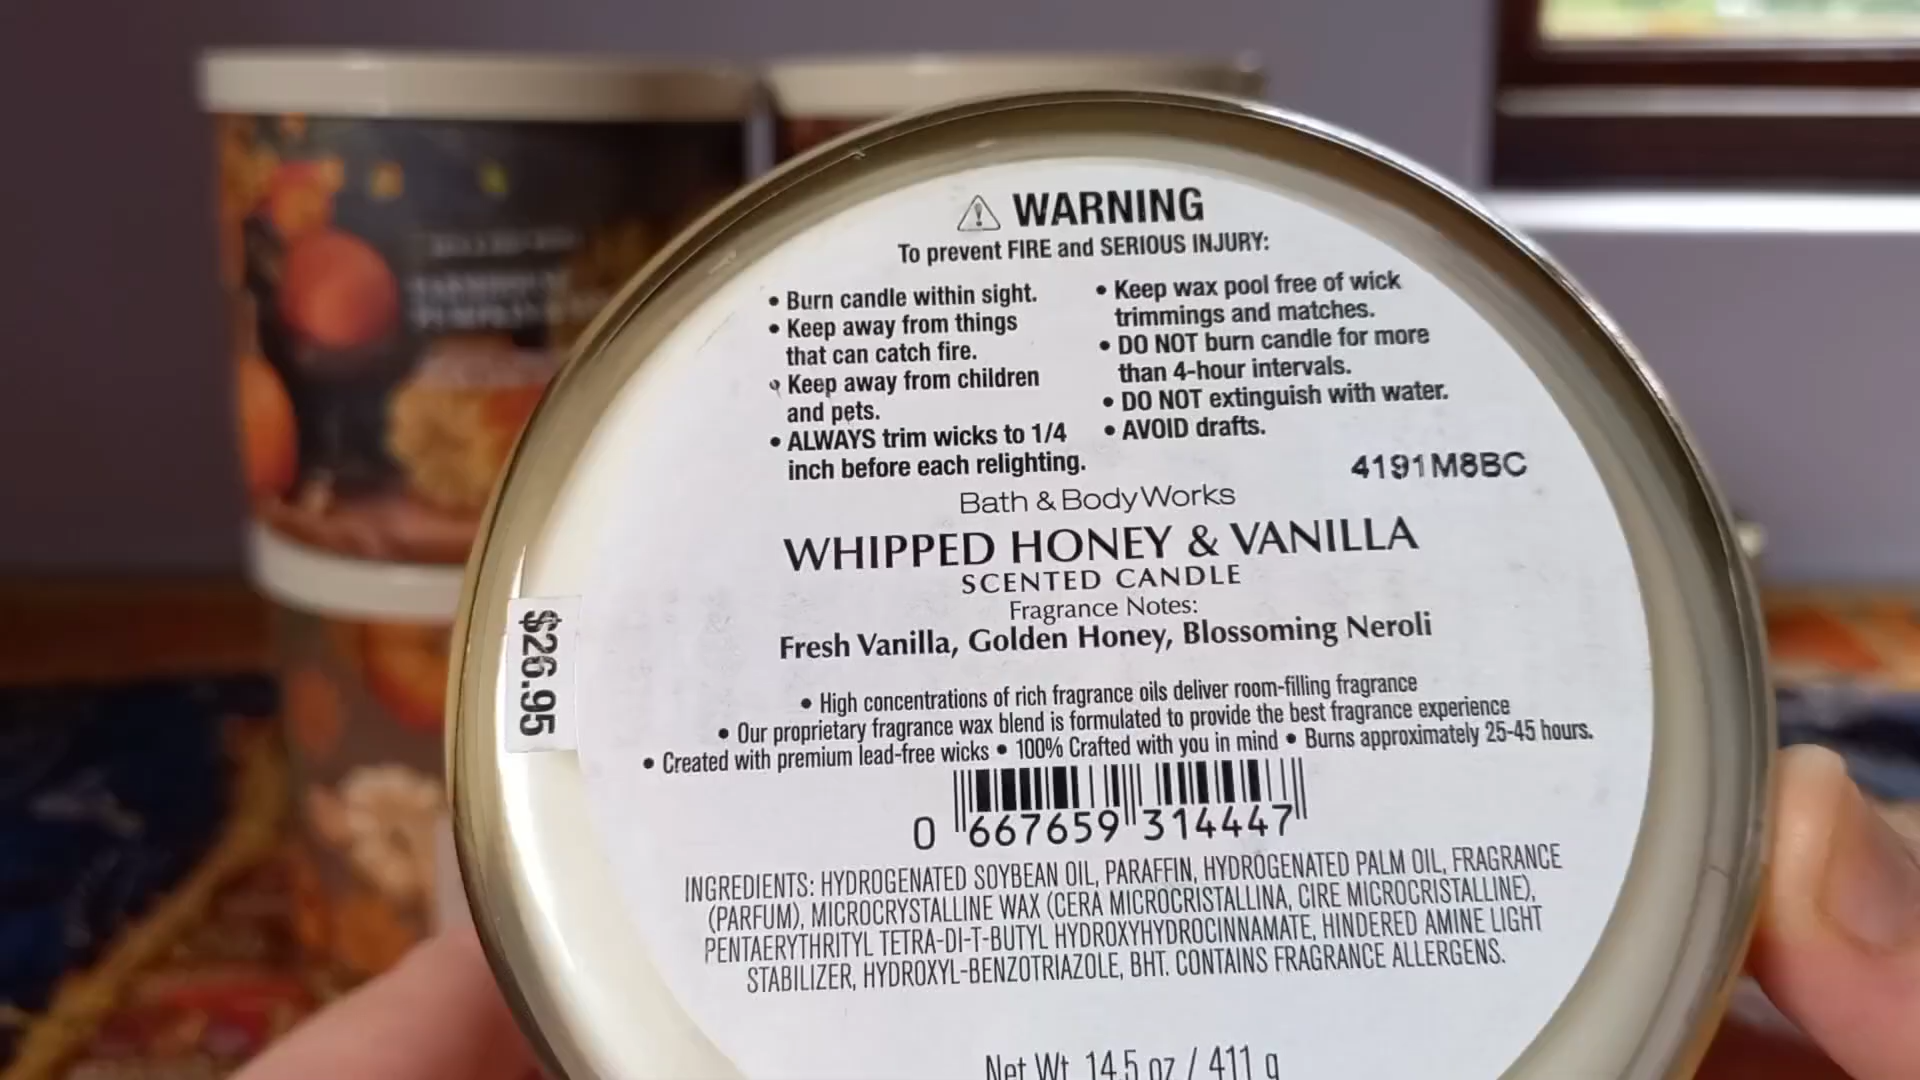 WARNING
To prevent FIRE and SERIOUS INJURY:
• Burn candle within sight.
• Keep away from things
that can catch fire.
• Keep away from children
and pets.
• ALWAYS trim wicks to 1/4
inch before each relighting.
• Keep wax pool free of wick
trimmings and matches.
• DO NOT burn candle for more
than 4-hour intervals.
• DO NOT extinguish with water.
• AVOID drafts.
4191M8BC
Bath & Body Works
WHIPPED HONEY & VANILLA
SCENTED CANDLE
Fragrance Notes:
Fresh Vanilla, Golden Honey, Blossoming Neroli
$26.95
• High concentrations of rich fragrance oils deliver room-filling fragrance
• Our proprietary fragrance wax blend is formulated to provide the best fragrance experience
• Created with premium lead-free wicks • 100% Crafted with you in mind • Burns approximately 25-45 hours.
0 667659 314447
INGREDIENTS: HYDROGENATED SOYBEAN OIL, PARAFFIN, HYDROGENATED PALM OIL, FRAGRANCE
(PARFUM), MICROCRYSTALLINE WAX (CERA MICROCRISTALLINA, CIRE MICROCRISTALLINE),
PENTAERYTHRITYL TETRA-DI-T-BUTYL HYDROXYHYDROCINNAMATE, HINDERED AMINE LIGHT
STABILIZER, HYDROXYL-BENZOTRIAZOLE, BHT. CONTAINS FRAGRANCE ALLERGENS.
Net Wt 14.5 oz / 411 g